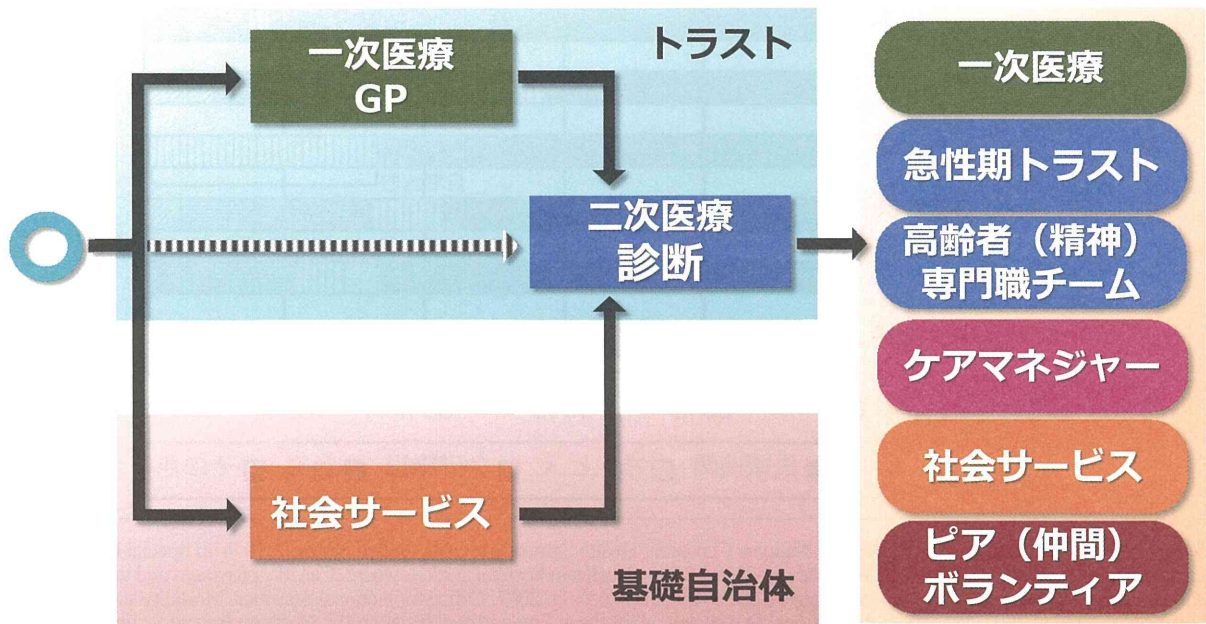 トラスト
一次医療
GP
二次医療
診断
社会サービス
基礎自治体
一次医療
急性期トラスト
高齢者（精神）
専門職チーム
ケアマネジャー
社会サービス
ピア（仲間）
ボランティア